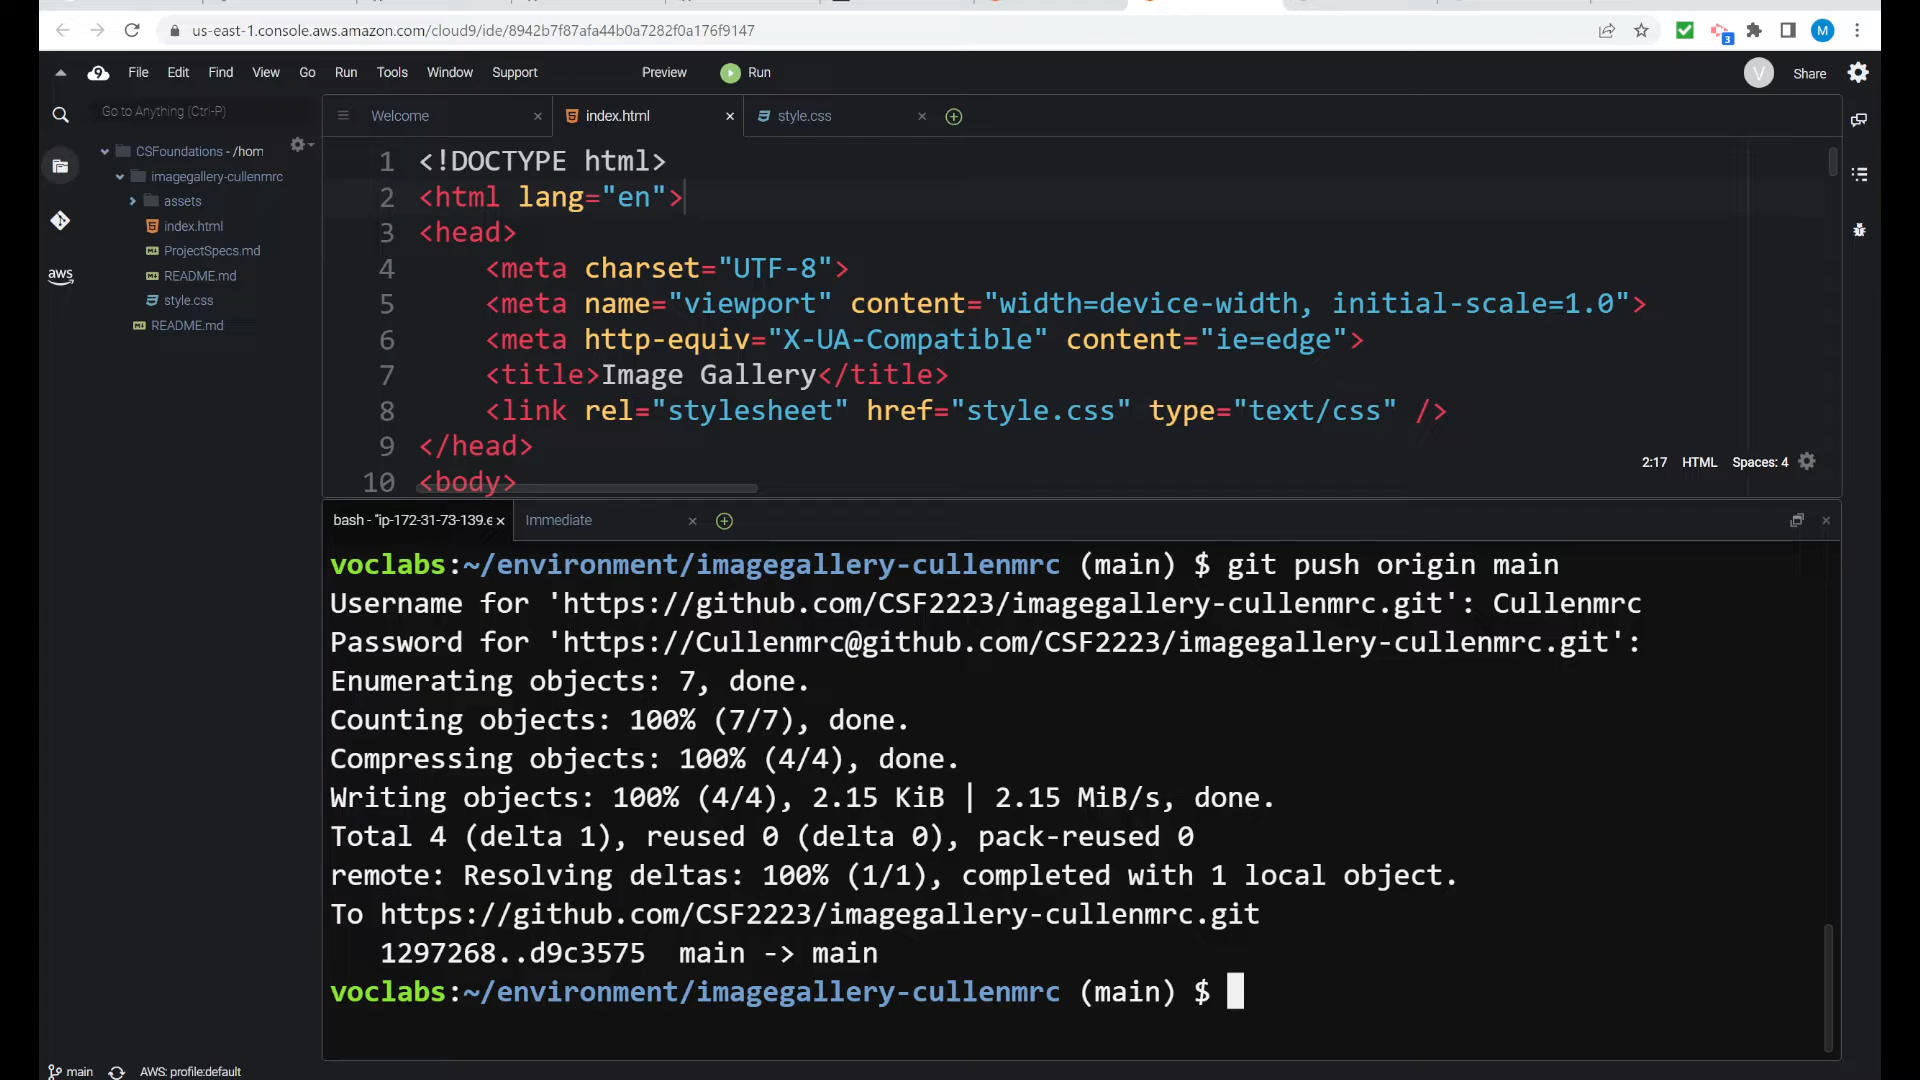 us-east-1.console.aws.amazon.com/cloud9/ide/8942b7f87afa44b0a7282f0a176f9147
3
M
9 File Edit Find View Go Run Tools Window Support Preview Run
V Share
Go to Anything (Ctrl-P)
Welcome
index.html
style.css
CSFoundations - /hom
imagegallery-cullenmrc
assets
index.html
ProjectSpecs.md
README.md
style.css
README.md
aws
1 <!DOCTYPE html>
2 <html lang="en">
3 <head>
4 <meta charset="UTF-8">
5 <meta name="viewport" content="width=device-width, initial-scale=1.0">
6 <meta http-equiv="X-UA-Compatible" content="ie=edge">
7 <title>Image Gallery</title>
8 <link rel="stylesheet" href="style.css" type="text/css" />
9 </head>
10 <body>
2:17 HTML Spaces: 4
bash - "ip-172-31-73-139.e
Immediate
voclabs:~/environment/imagegallery-cullenmrc (main) $ git push origin main
Username for 'https://github.com/CSF2223/imagegallery-cullenmrc.git': Cullenmrc
Password for 'https://Cullenmrc@github.com/CSF2223/imagegallery-cullenmrc.git':
Enumerating objects: 7, done.
Counting objects: 100% (7/7), done.
Compressing objects: 100% (4/4), done.
Writing objects: 100% (4/4), 2.15 KiB | 2.15 MiB/s, done.
Total 4 (delta 1), reused 0 (delta 0), pack-reused 0
remote: Resolving deltas: 100% (1/1), completed with 1 local object.
To https://github.com/CSF2223/imagegallery-cullenmrc.git
1297268..d9c3575 main -> main
voclabs:~/environment/imagegallery-cullenmrc (main) $
main AWS: profile:default